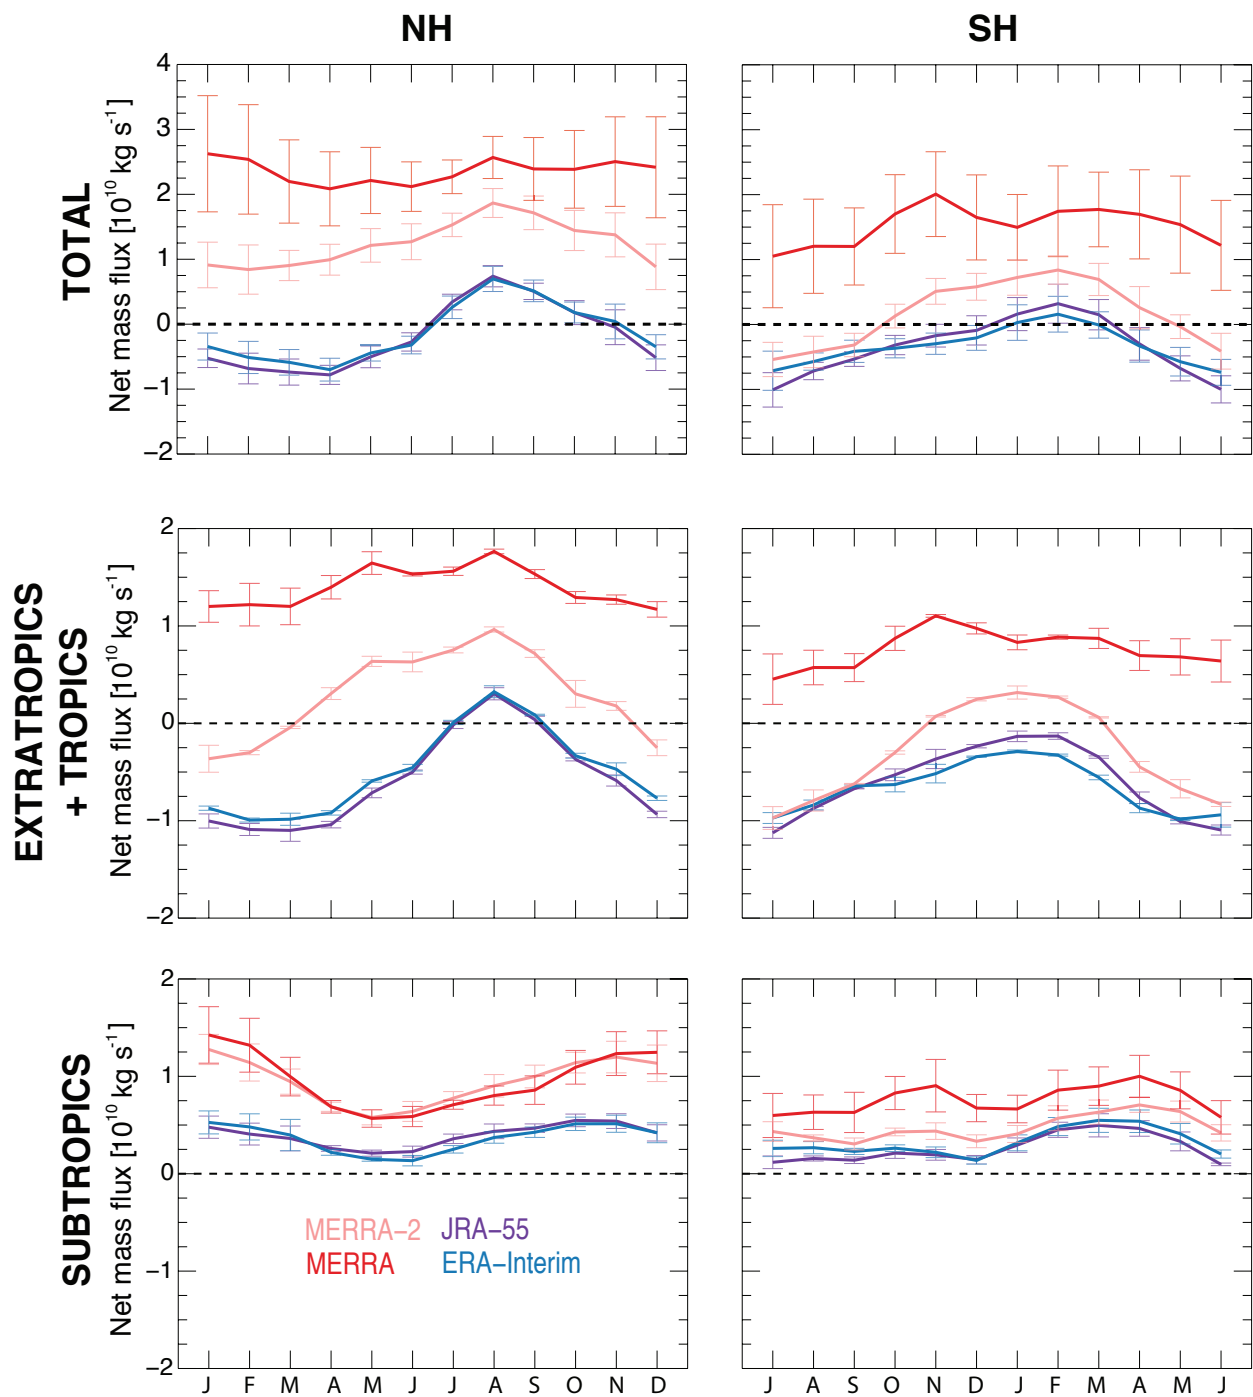 NH SH
TOTAL
Net mass flux [10^10 kg s^-1]
4
3
2
1
0
−1
−2
EXTRATROPICS
+ TROPICS
Net mass flux [10^10 kg s^-1]
2
1
0
−1
−2
SUBTROPICS
Net mass flux [10^10 kg s^-1]
2
1
0
−1
−2
MERRA−2 JRA−55
MERRA ERA−Interim
J F M A M J J A S O N D
J A S O N D J F M A M J